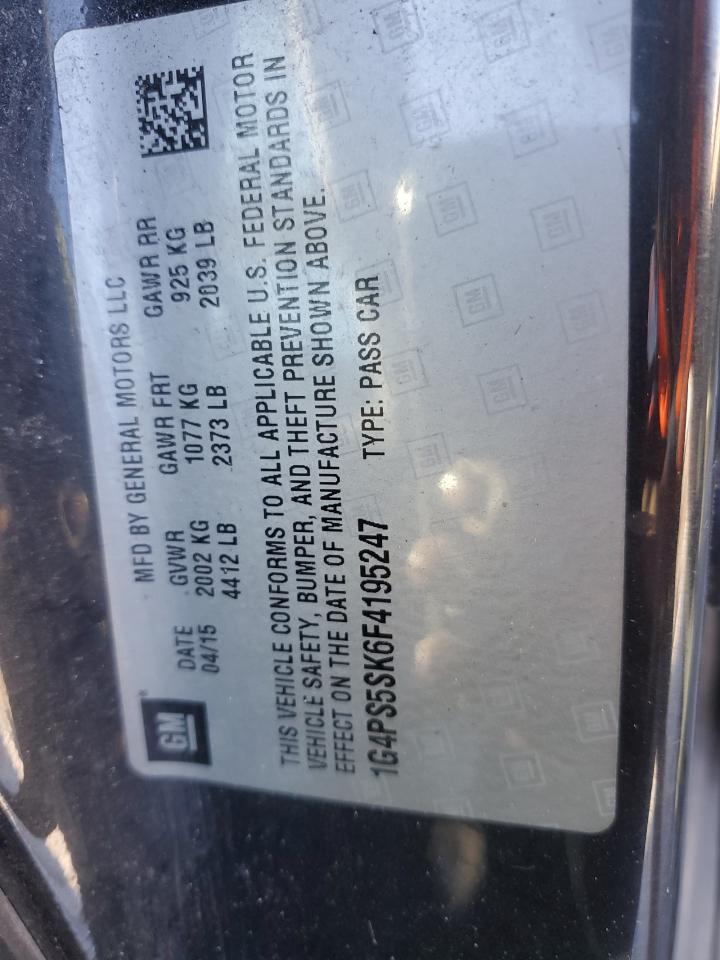 GM
MFD BY GENERAL MOTORS LLC
DATE GVWR GAWR FRT GAWR RR
04/15 2002 KG 1077 KG 925 KG
4412 LB 2373 LB 2039 LB
THIS VEHICLE CONFORMS TO ALL APPLICABLE U.S. FEDERAL MOTOR
VEHICLE SAFETY, BUMPER, AND THEFT PREVENTION STANDARDS IN
EFFECT ON THE DATE OF MANUFACTURE SHOWN ABOVE.
1G4PS5SK6F4195247 TYPE: PASS CAR